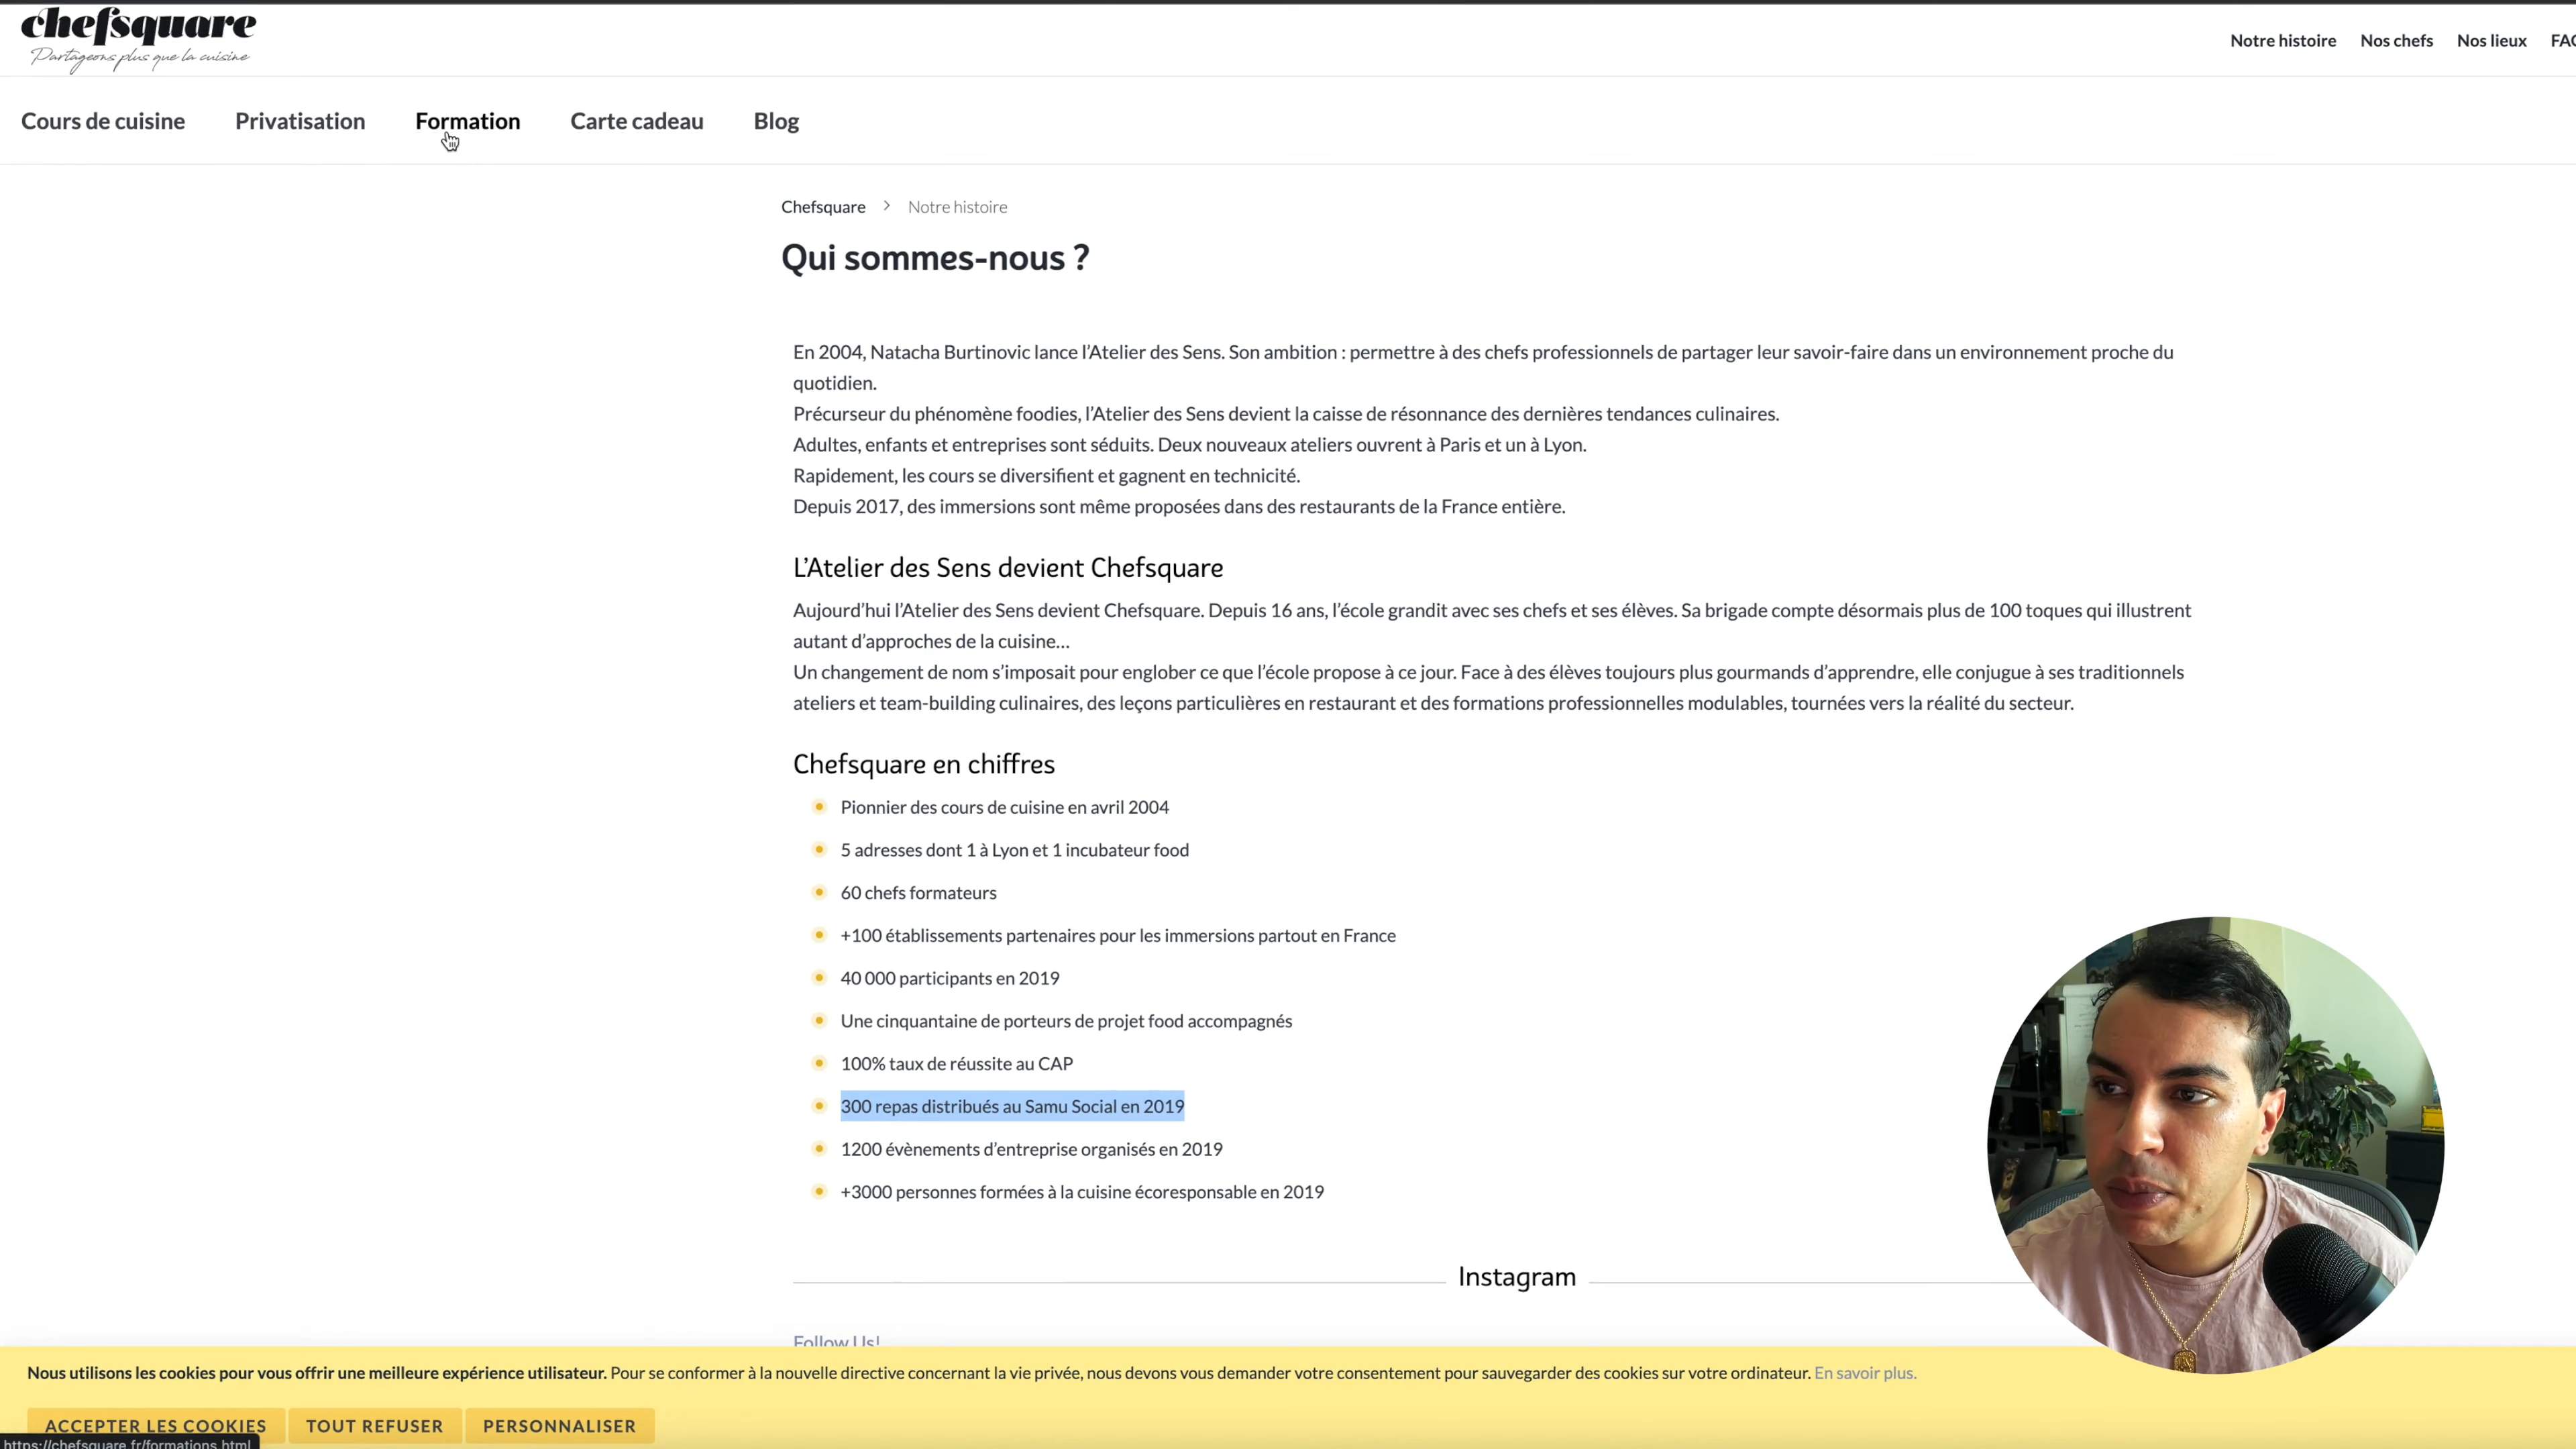 chefsquare
Partageons plus que la cuisine
Notre histoire Nos chefs Nos lieux
Cours de cuisine Privatisation Formation Carte cadeau Blog
Chefsquare > Notre histoire
Qui sommes-nous ?
En 2004, Natacha Burtinovic lance l’Atelier des Sens. Son ambition : permettre à des chefs professionnels de partager leur savoir-faire dans un environnement proche du
quotidien.
Précurseur du phénomène foodies, l’Atelier des Sens devient la caisse de résonnance des dernières tendances culinaires.
Adultes, enfants et entreprises sont séduits. Deux nouveaux ateliers ouvrent à Paris et un à Lyon.
Rapidement, les cours se diversifient et gagnent en technicité.
Depuis 2017, des immersions sont même proposées dans des restaurants de la France entière.
L’Atelier des Sens devient Chefsquare
Aujourd’hui l’Atelier des Sens devient Chefsquare. Depuis 16 ans, l’école grandit avec ses chefs et ses élèves. Sa brigade compte désormais plus de 100 toques qui illustrent
autant d’approches de la cuisine…
Un changement de nom s’imposait pour englober ce que l’école propose à ce jour. Face à des élèves toujours plus gourmands d’apprendre, elle conjugue à ses traditionnels
ateliers et team-building culinaires, des leçons particulières en restaurant et des formations professionnelles modulables, tournées vers la réalité du secteur.
Chefsquare en chiffres
Pionnier des cours de cuisine en avril 2004
5 adresses dont 1 à Lyon et 1 incubateur food
60 chefs formateurs
+100 établissements partenaires pour les immersions partout en France
40 000 participants en 2019
Une cinquantaine de porteurs de projet food accompagnés
100% taux de réussite au CAP
300 repas distribués au Samu Social en 2019
1200 évènements d’entreprise organisés en 2019
+3000 personnes formées à la cuisine écoresponsable en 2019
Instagram
Follow Us!
Nous utilisons les cookies pour vous offrir une meilleure expérience utilisateur. Pour se conformer à la nouvelle directive concernant la vie privée, nous devons vous demander votre consentement pour sauvegarder des cookies sur votre ordinateur. En savoir plus.
ACCEPTER LES COOKIES TOUT REFUSER PERSONNALISER
https://chefsquare.fr/formations.html